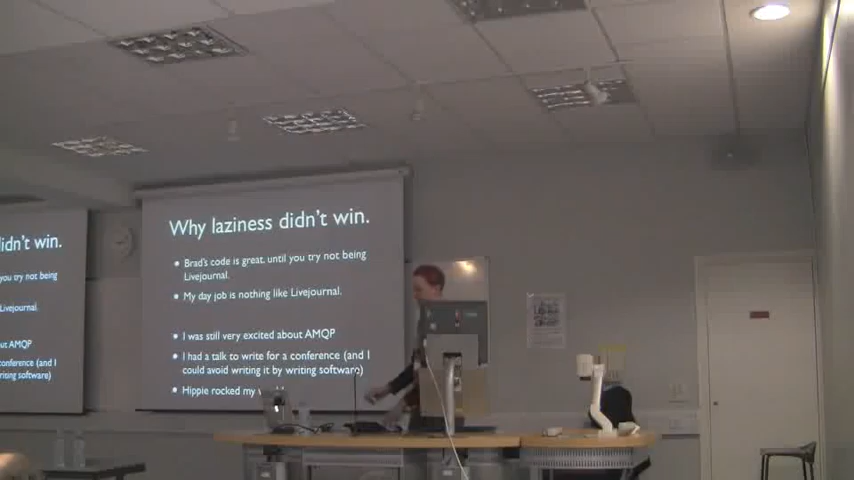 Why laziness didn't win.
Brad's code is great, until you try not being
Livejournal.
My day job is nothing like Livejournal.
I was still very excited about AMQP
I had a talk to write for a conference (and I
could avoid writing it by writing software)
Hippie rocked my
didn't win.
you try not being
Livejournal.
out AMQP
conference (and I
writing software)